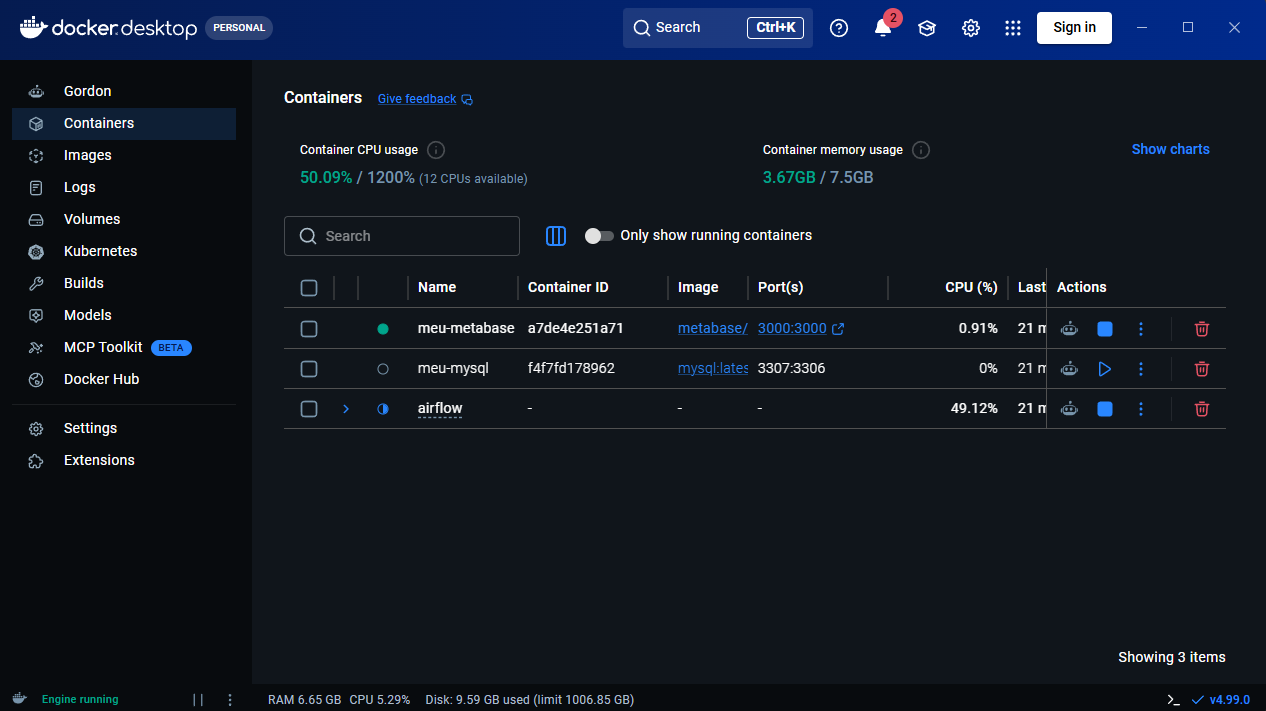 docker.desktop PERSONAL Search Ctrl+K 2 Sign in
Gordon
Containers
Images
Logs
Volumes
Kubernetes
Builds
Models
MCP Toolkit BETA
Docker Hub
Settings
Extensions
Containers Give feedback
Container CPU usage
50.09% / 1200% (12 CPUs available)
Container memory usage
3.67GB / 7.5GB
Show charts
Search
Only show running containers
Name Container ID Image Port(s) CPU (%) Last Actions
meu-metabase a7de4e251a71 metabase/ 3000:3000 0.91% 21 m
meu-mysql f4f7fd178962 mysql:lates 3307:3306 0% 21 m
airflow - - - 49.12% 21 m
Showing 3 items
Engine running RAM 6.65 GB CPU 5.29% Disk: 9.59 GB used (limit 1006.85 GB) v4.99.0